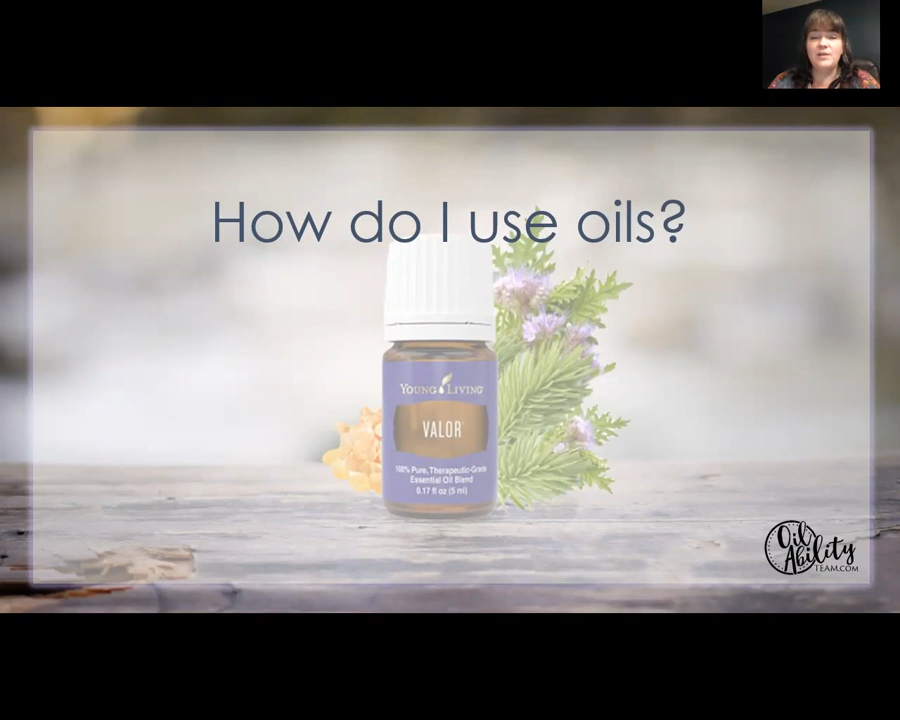 How do I use oils?
YOUNG LIVING
VALOR
100% Pure, Therapeutic-Grade
Essential Oil Blend
0.17 fl oz (5 ml)
Oil
Ability
TEAM.COM